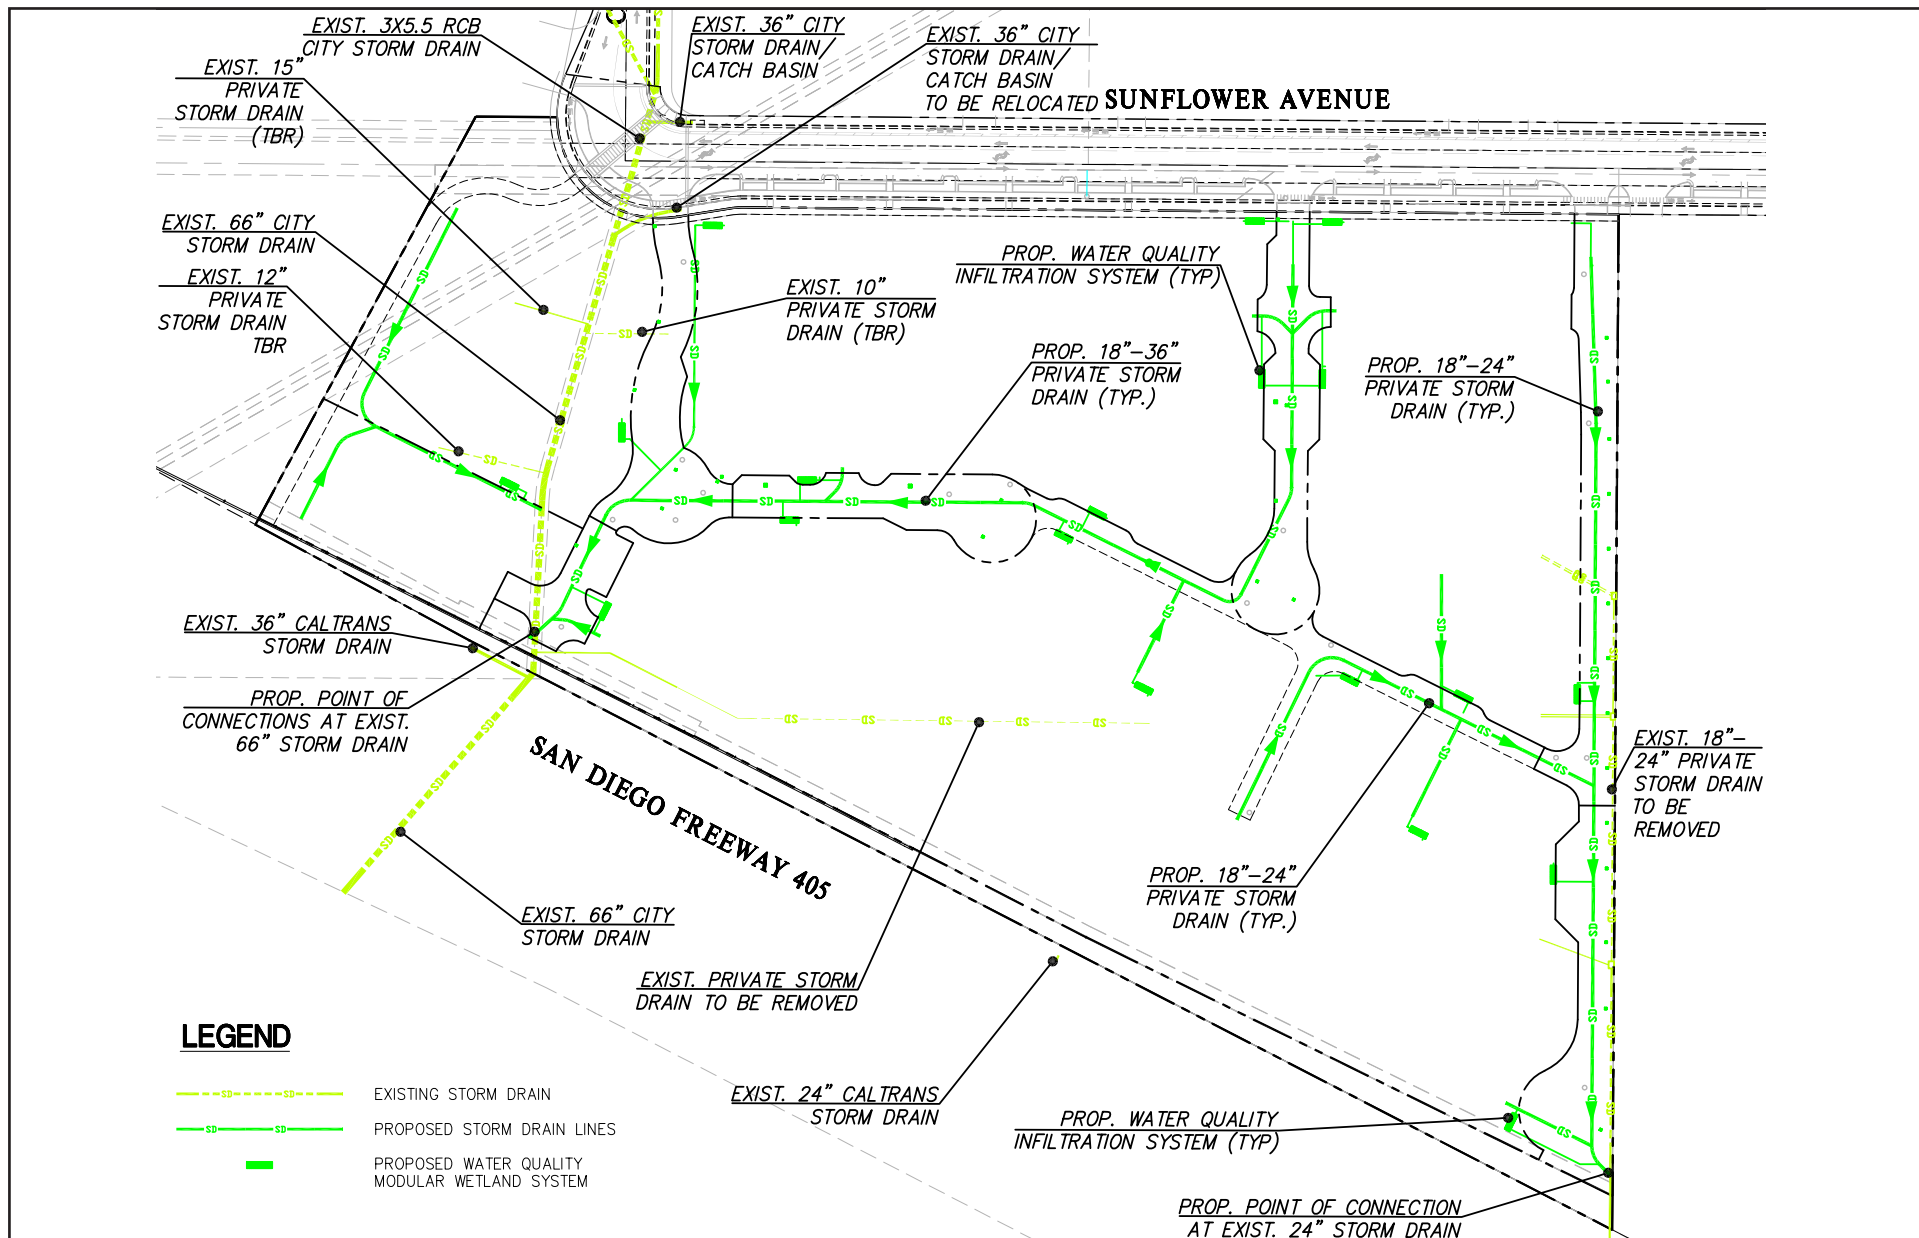 EXIST. 3X5.5 RCB
CITY STORM DRAIN
EXIST. 36" CITY
STORM DRAIN/
CATCH BASIN
EXIST. 36" CITY
STORM DRAIN/
CATCH BASIN
TO BE RELOCATED
SUNFLOWER AVENUE
EXIST. 15"
PRIVATE
STORM DRAIN
(TBR)
EXIST. 66" CITY
STORM DRAIN
EXIST. 12"
PRIVATE
STORM DRAIN
TBR
EXIST. 10"
PRIVATE STORM
DRAIN (TBR)
PROP. WATER QUALITY
INFILTRATION SYSTEM (TYP)
PROP. 18"-36"
PRIVATE STORM
DRAIN (TYP.)
PROP. 18"-24"
PRIVATE STORM
DRAIN (TYP.)
EXIST. 36" CALTRANS
STORM DRAIN
PROP. POINT OF
CONNECTIONS AT EXIST.
66" STORM DRAIN
SAN DIEGO FREEWAY 405
EXIST. 18"-
24" PRIVATE
STORM DRAIN
TO BE
REMOVED
PROP. 18"-24"
PRIVATE STORM
DRAIN (TYP.)
EXIST. 66" CITY
STORM DRAIN
EXIST. PRIVATE STORM
DRAIN TO BE REMOVED
EXIST. 24" CALTRANS
STORM DRAIN
PROP. WATER QUALITY
INFILTRATION SYSTEM (TYP)
PROP. POINT OF CONNECTION
AT EXIST. 24" STORM DRAIN
LEGEND
SD SD EXISTING STORM DRAIN
SD SD PROPOSED STORM DRAIN LINES
PROPOSED WATER QUALITY
MODULAR WETLAND SYSTEM